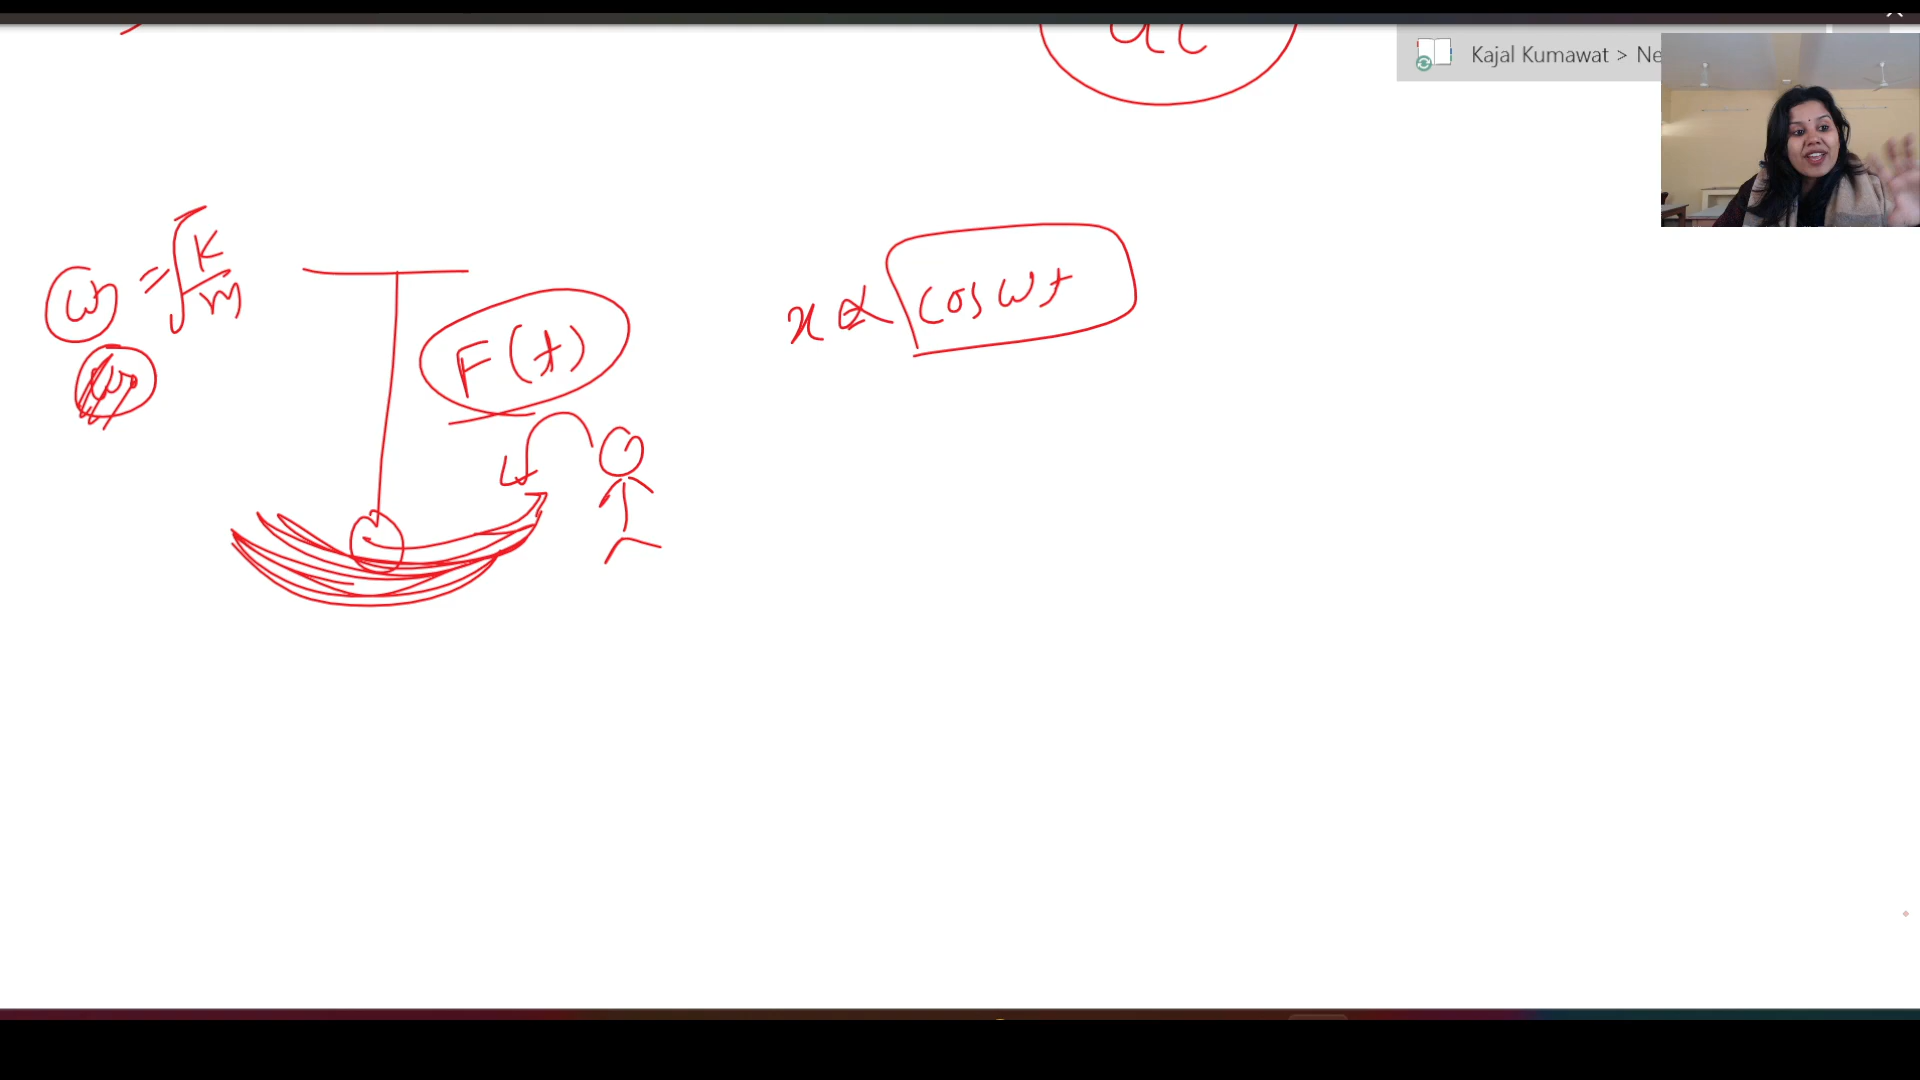 Kajal Kumawat > Ne
ω = √K/m
x ∝ cos ωt
F(t)